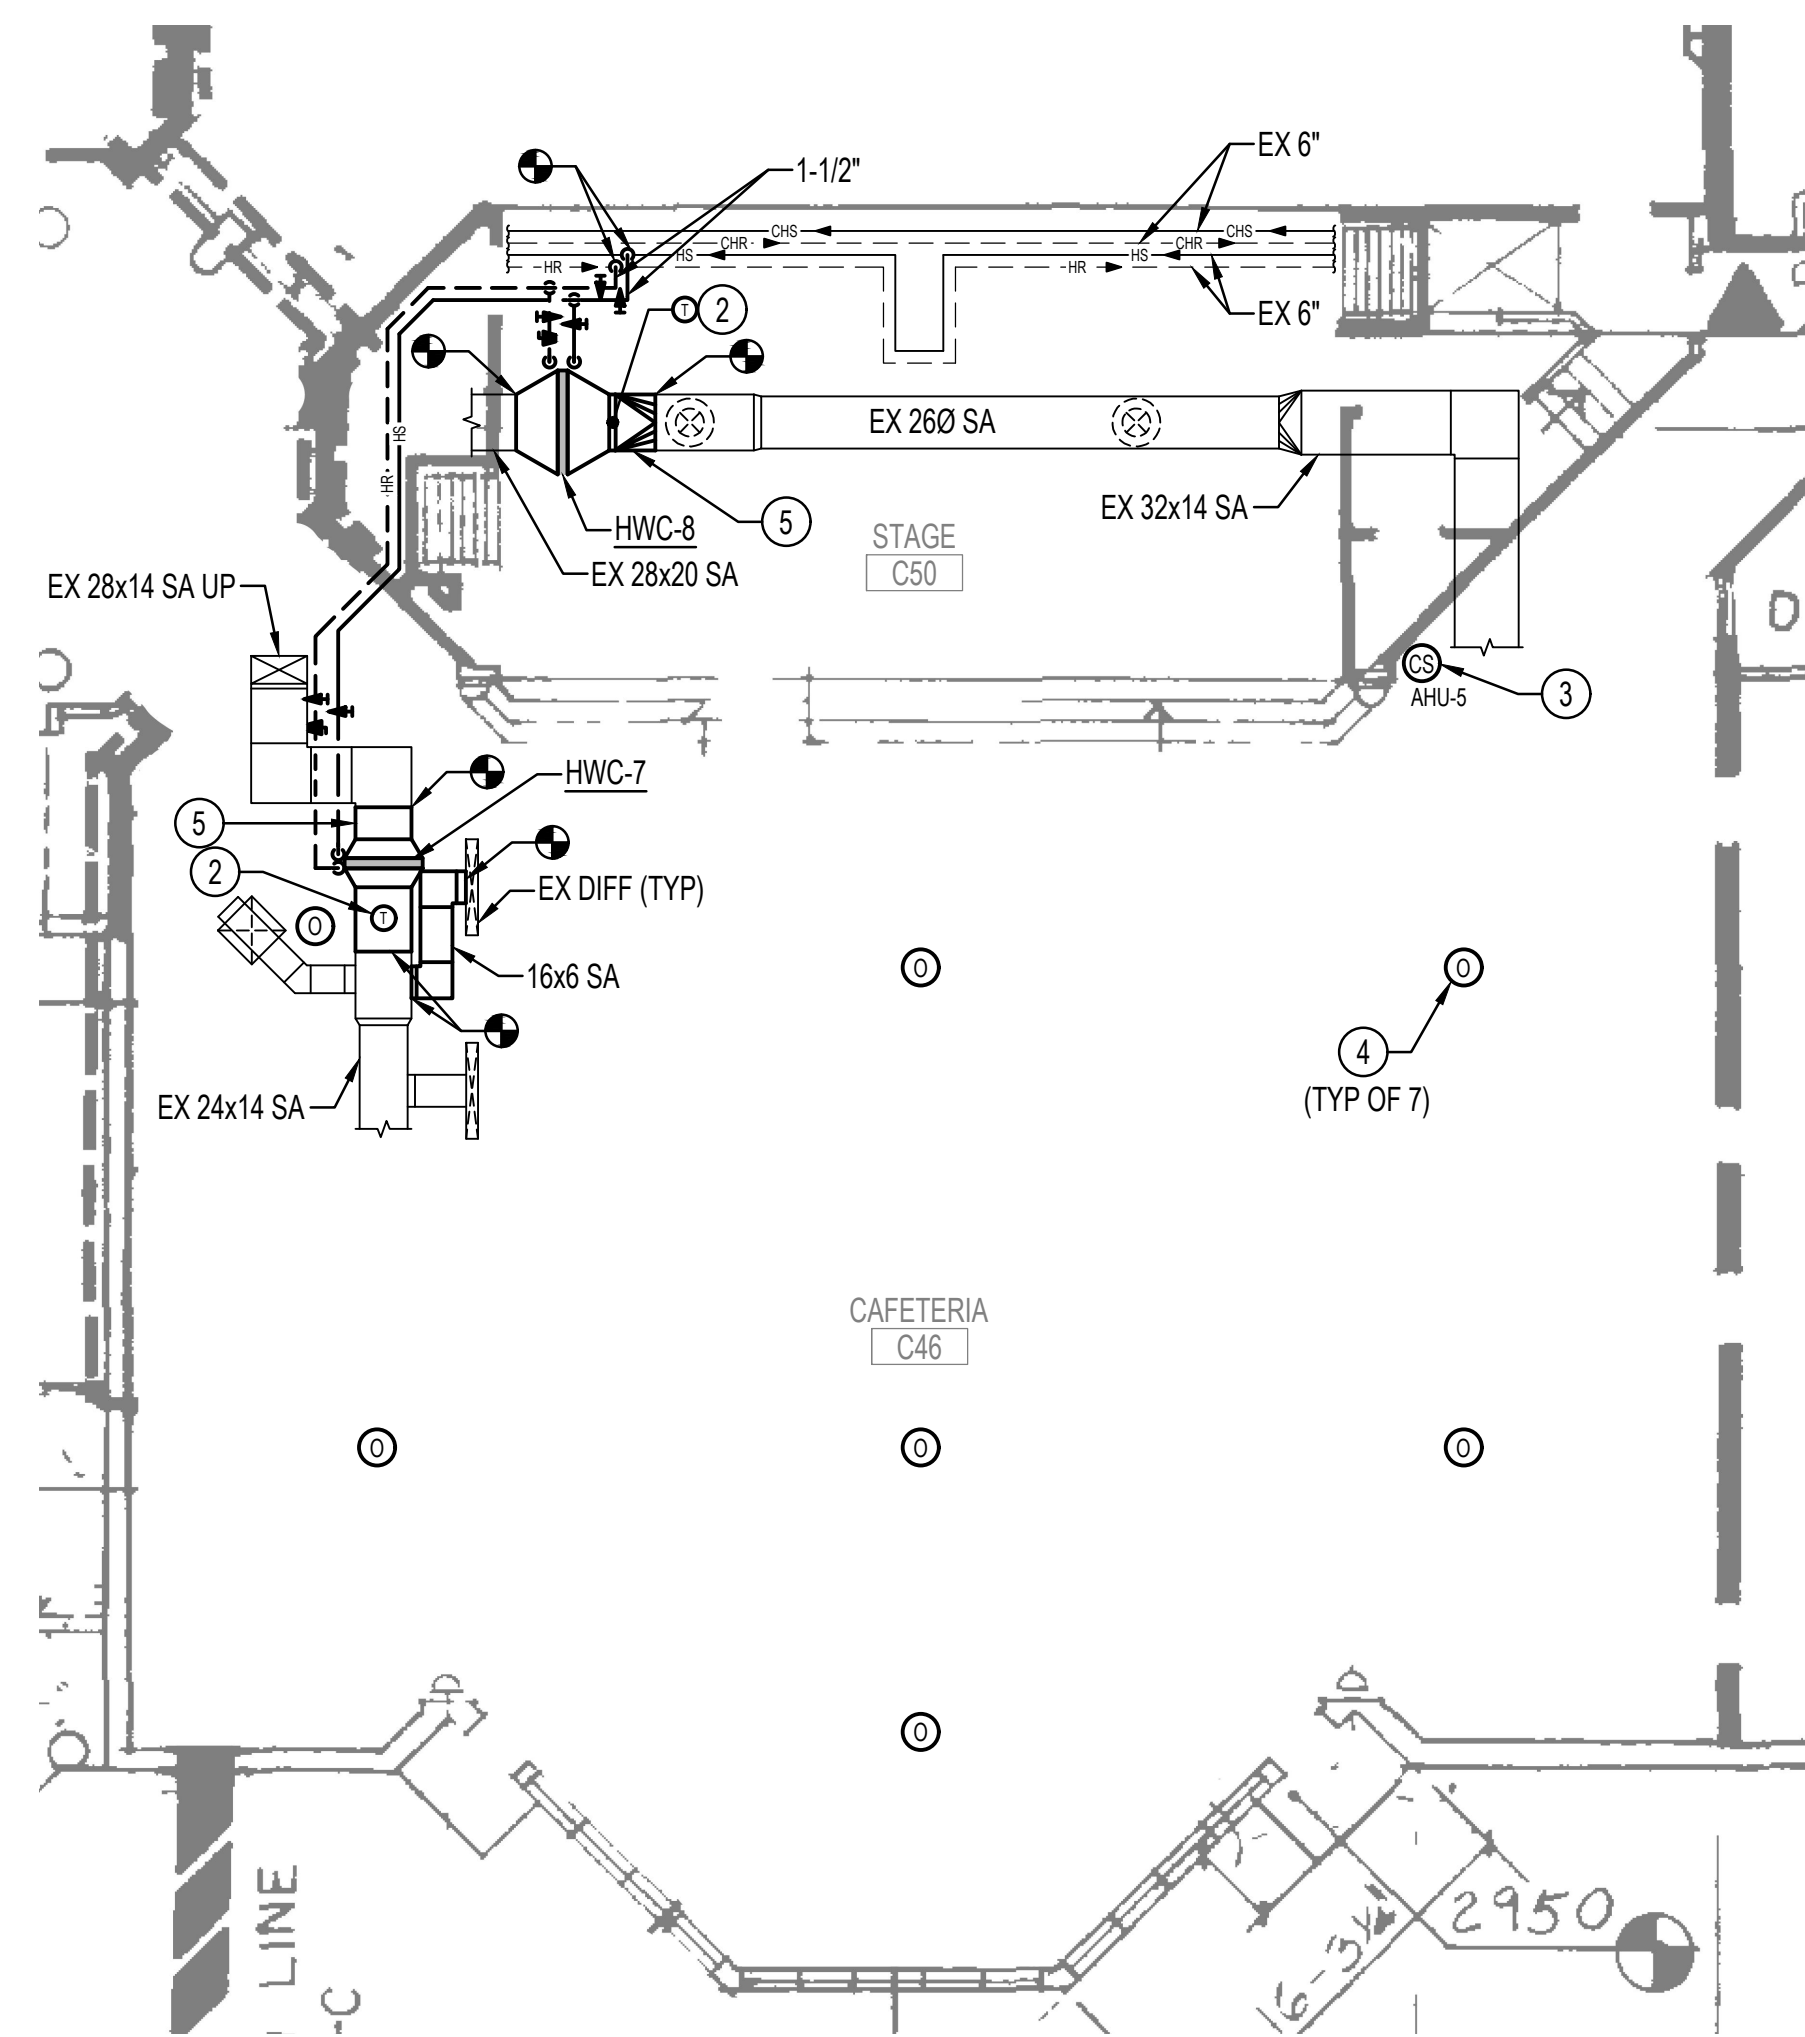 EX 6"
1-1/2"
CHS
CHS
CHR
CHR
HS
HS
HR
HR
EX 6"
T
2
EX 26Ø SA
HS
HR
HWC-8
5
EX 32x14 SA
STAGE
C50
EX 28x20 SA
EX 28x14 SA UP
CS
AHU-5
3
HWC-7
5
2
EX DIFF (TYP)
T
O
16x6 SA
O
O
4
(TYP OF 7)
EX 24x14 SA
CAFETERIA
C46
O
O
O
O
LINE
-C
2950